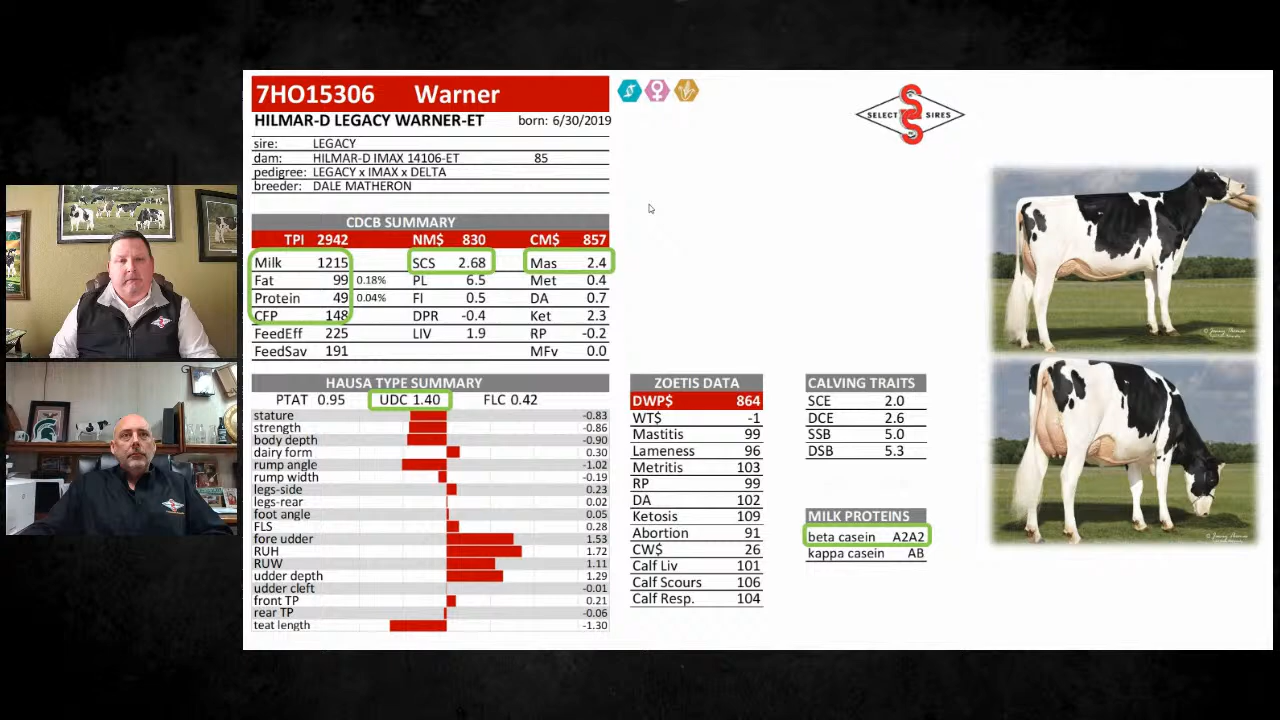 7HO15306 Warner
HILMAR-D LEGACY WARNER-ET born: 6/30/2019
sire: LEGACY
dam: HILMAR-D IMAX 14106-ET 85
pedigree: LEGACY x IMAX x DELTA
breeder: DALE MATHERON
CDCB SUMMARY
TPI 2942 NM$ 830 CM$ 857
Milk 1215 SCS 2.68 Mas 2.4
Fat 99 0.18% PL 6.5 Met 0.4
Protein 49 0.04% FI 0.5 DA 0.7
CFP 148 DPR -0.4 Ket 2.3
FeedEff 225 LIV 1.9 RP -0.2
FeedSav 191 MFv 0.0
HAUSA TYPE SUMMARY
PTAT 0.95 UDC 1.40 FLC 0.42
stature -0.83
strength -0.86
body depth -0.90
dairy form 0.30
rump angle -1.02
rump width -0.19
legs-side 0.23
legs-rear 0.02
foot angle 0.05
FLS 0.28
fore udder 1.53
RUH 1.72
RUW 1.11
udder depth 1.29
udder cleft -0.01
front TP 0.21
rear TP -0.06
teat length -1.30
ZOETIS DATA
DWP$ 864
WT$ -1
Mastitis 99
Lameness 96
Metritis 103
RP 99
DA 102
Ketosis 109
Abortion 91
CW$ 26
Calf Liv 101
Calf Scours 106
Calf Resp. 104
CALVING TRAITS
SCE 2.0
DCE 2.6
SSB 5.0
DSB 5.3
MILK PROTEINS
beta casein A2A2
kappa casein AB
SELECT SIRES